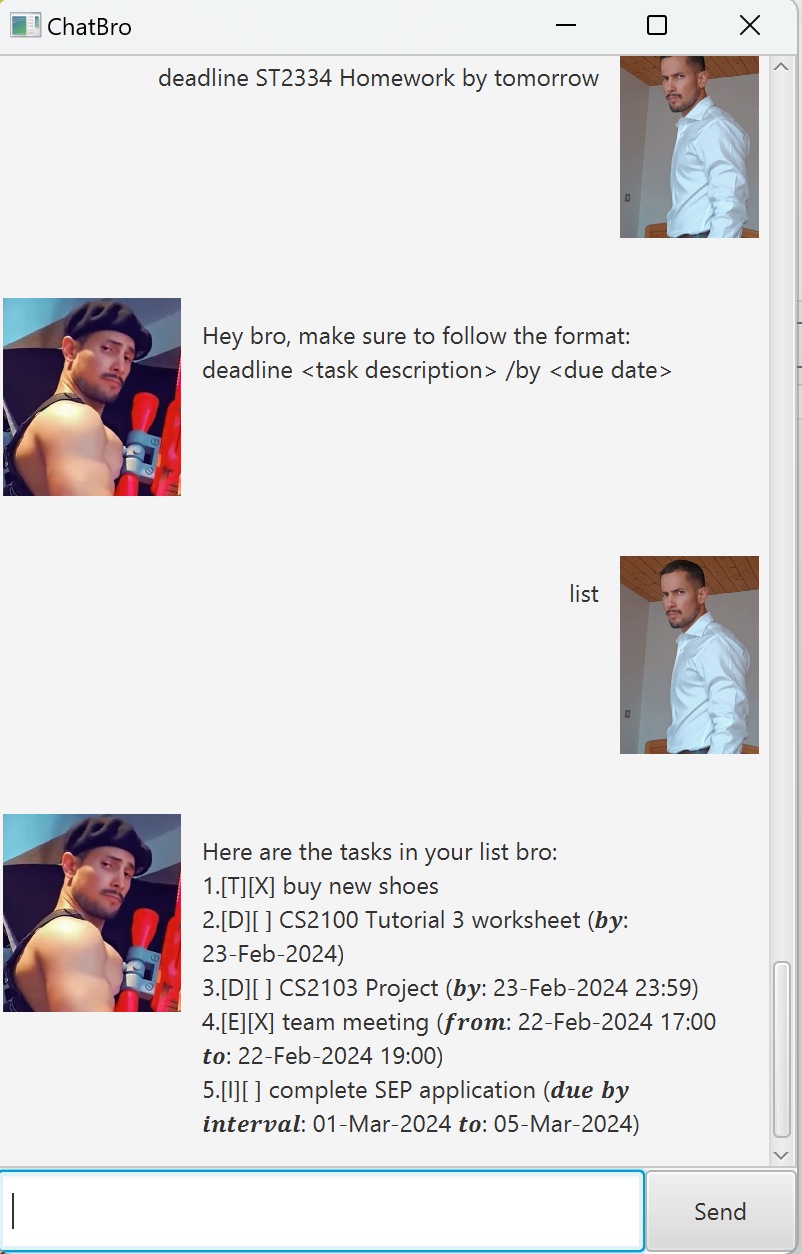 ChatBro
deadline ST2334 Homework by tomorrow
Hey bro, make sure to follow the format:
deadline <task description> /by <due date>
list
Here are the tasks in your list bro:
1.[T][X] buy new shoes
2.[D][ ] CS2100 Tutorial 3 worksheet (by:
23-Feb-2024)
3.[D][ ] CS2103 Project (by: 23-Feb-2024 23:59)
4.[E][X] team meeting (from: 22-Feb-2024 17:00
to: 22-Feb-2024 19:00)
5.[I][ ] complete SEP application (due by
interval: 01-Mar-2024 to: 05-Mar-2024)
Send